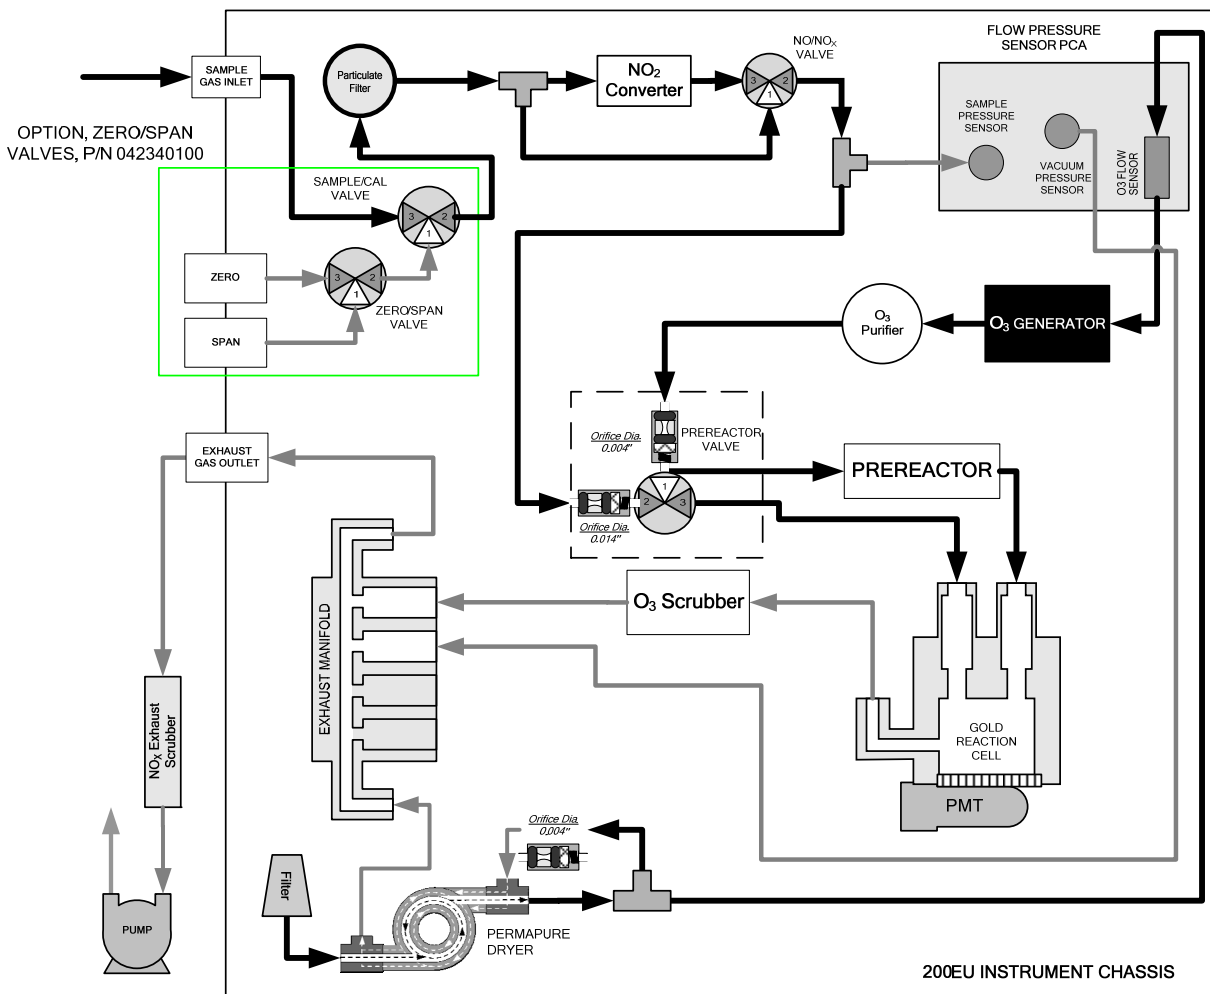 FLOW PRESSURE
SENSOR PCA
NO/NOX
VALVE
SAMPLE
GAS INLET
Particulate
Filter
NO2
Converter
3
2
1
OPTION, ZERO/SPAN
VALVES, P/N 042340100
SAMPLE
PRESSURE
SENSOR
VACUUM
PRESSURE
SENSOR
O3 FLOW
SENSOR
SAMPLE/CAL
VALVE
3
2
1
ZERO
3
2
1
ZERO/SPAN
VALVE
SPAN
O3
Purifier
O3 GENERATOR
Orifice Dia.
0.004"
PREREACTOR
VALVE
EXHAUST
GAS OUTLET
PREREACTOR
1
2
3
Orifice Dia.
0.014"
O3 Scrubber
EXHAUST MANIFOLD
NOX Exhaust
Scrubber
GOLD
REACTION
CELL
PMT
Orifice Dia.
0.004"
Filter
PUMP
PERMAPURE
DRYER
200EU INSTRUMENT CHASSIS